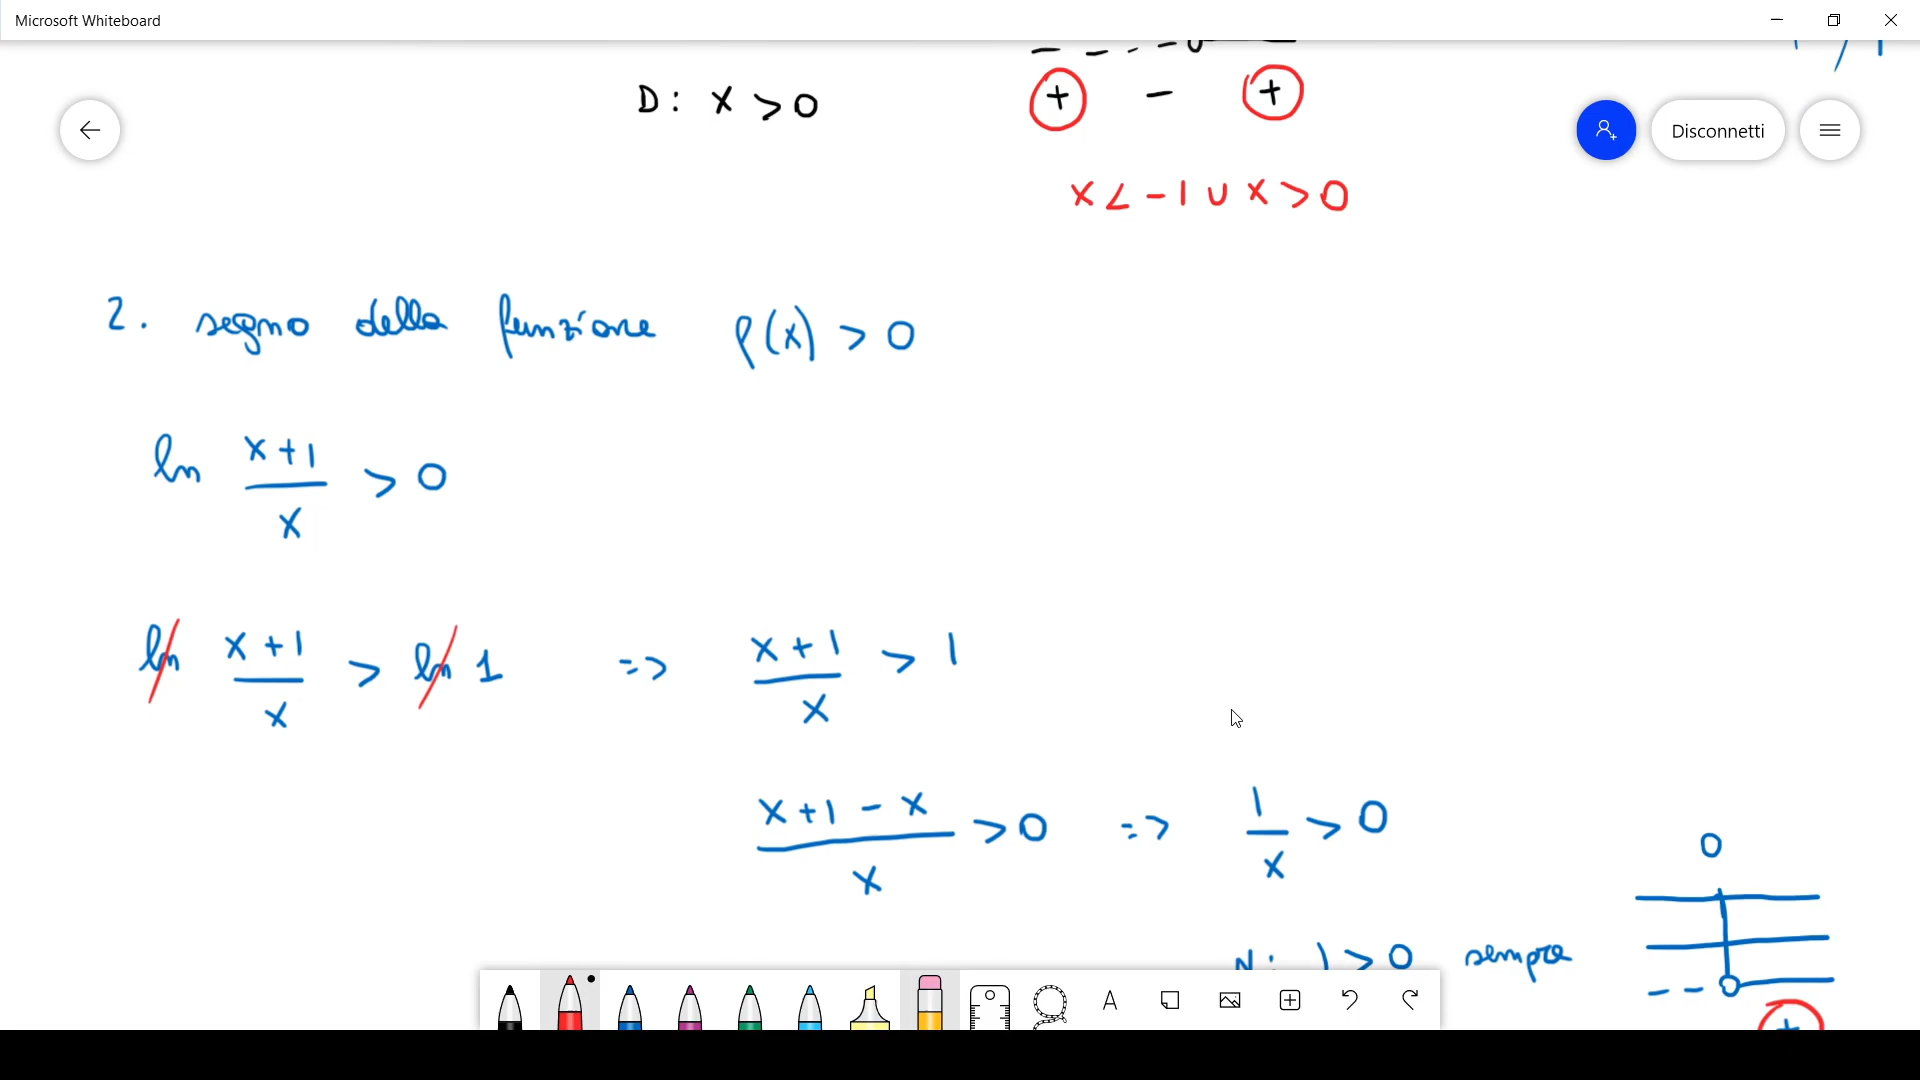 Microsoft Whiteboard
D: x > 0
+ - +
x < -1 ∪ x > 0
Disconnetti
2. segno della funzione f(x) > 0
ln (x+1)/x > 0
ln (x+1)/x > ln 1 => (x+1)/x > 1
(x+1-x)/x > 0 => 1/x > 0
0
N: 1 > 0 sempre
+